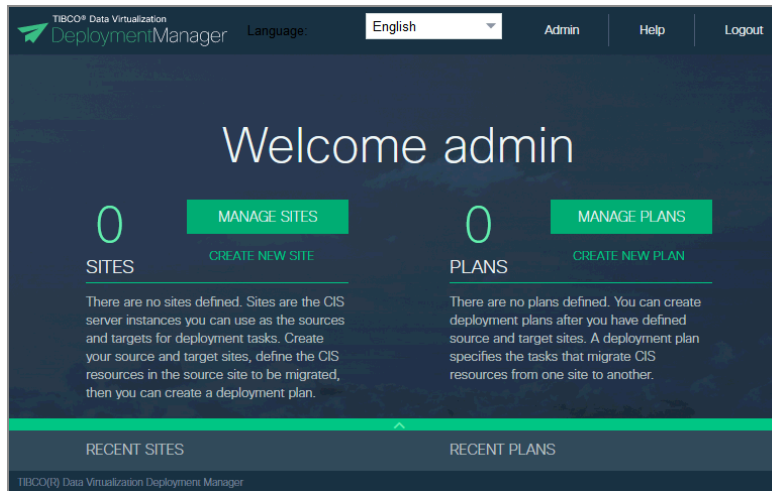 TIBCO® Data Virtualization
DeploymentManager
Language:
English
Admin
Help
Logout
Welcome admin
0
MANAGE SITES
SITES
CREATE NEW SITE
There are no sites defined. Sites are the CIS
server instances you can use as the sources
and targets for deployment tasks. Create
your source and target sites, define the CIS
resources in the source site to be migrated,
then you can create a deployment plan.
0
MANAGE PLANS
PLANS
CREATE NEW PLAN
There are no plans defined. You can create
deployment plans after you have defined
source and target sites. A deployment plan
specifies the tasks that migrate CIS
resources from one site to another.
RECENT SITES
RECENT PLANS
TIBCO(R) Data Virtualization Deployment Manager